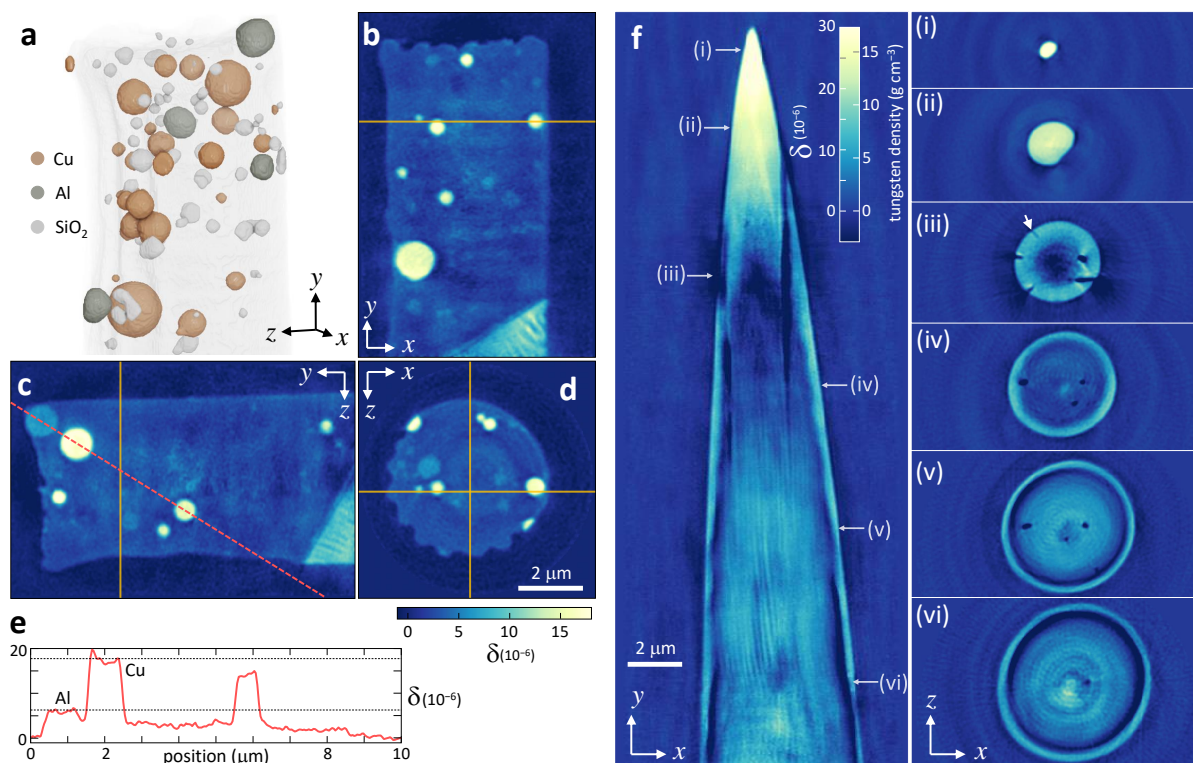 a
Cu
Al
SiO2
y
z
x
b
y
x
c
y
z
d
x
z
2 μm
0 5 10 15
δ(10⁻⁶)
e
20
0
Al
Cu
δ(10⁻⁶)
0 2 4 6 8 10
position (μm)
f
(i)
(ii)
(iii)
(iv)
(v)
(vi)
30
20
10
0
δ(10⁻⁶)
15
10
5
0
tungsten density (g cm⁻³)
2 μm
y
x
(i)
(ii)
(iii)
(iv)
(v)
(vi)
z
x